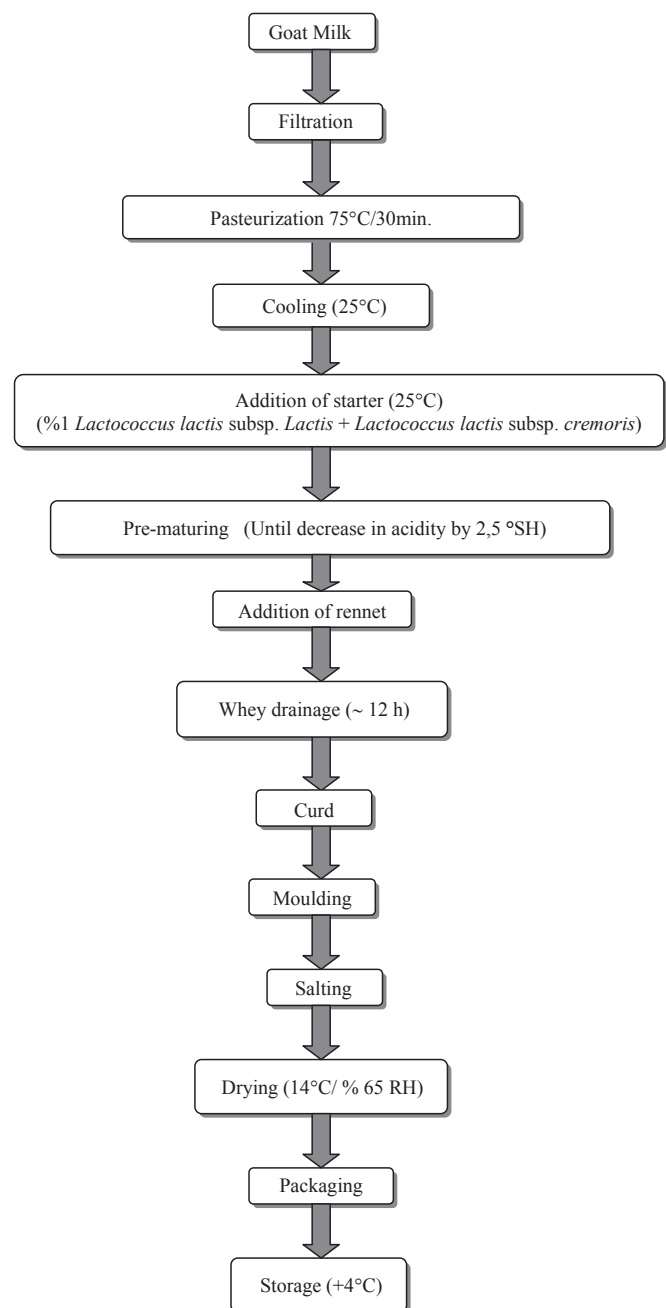 Goat Milk
Filtration
Pasteurization 75°C/30min.
Cooling (25°C)
Addition of starter (25°C)
(%1 Lactococcus lactis subsp. Lactis + Lactococcus lactis subsp. cremoris)
Pre-maturing (Until decrease in acidity by 2,5 °SH)
Addition of rennet
Whey drainage (~ 12 h)
Curd
Moulding
Salting
Drying (14°C/ % 65 RH)
Packaging
Storage (+4°C)